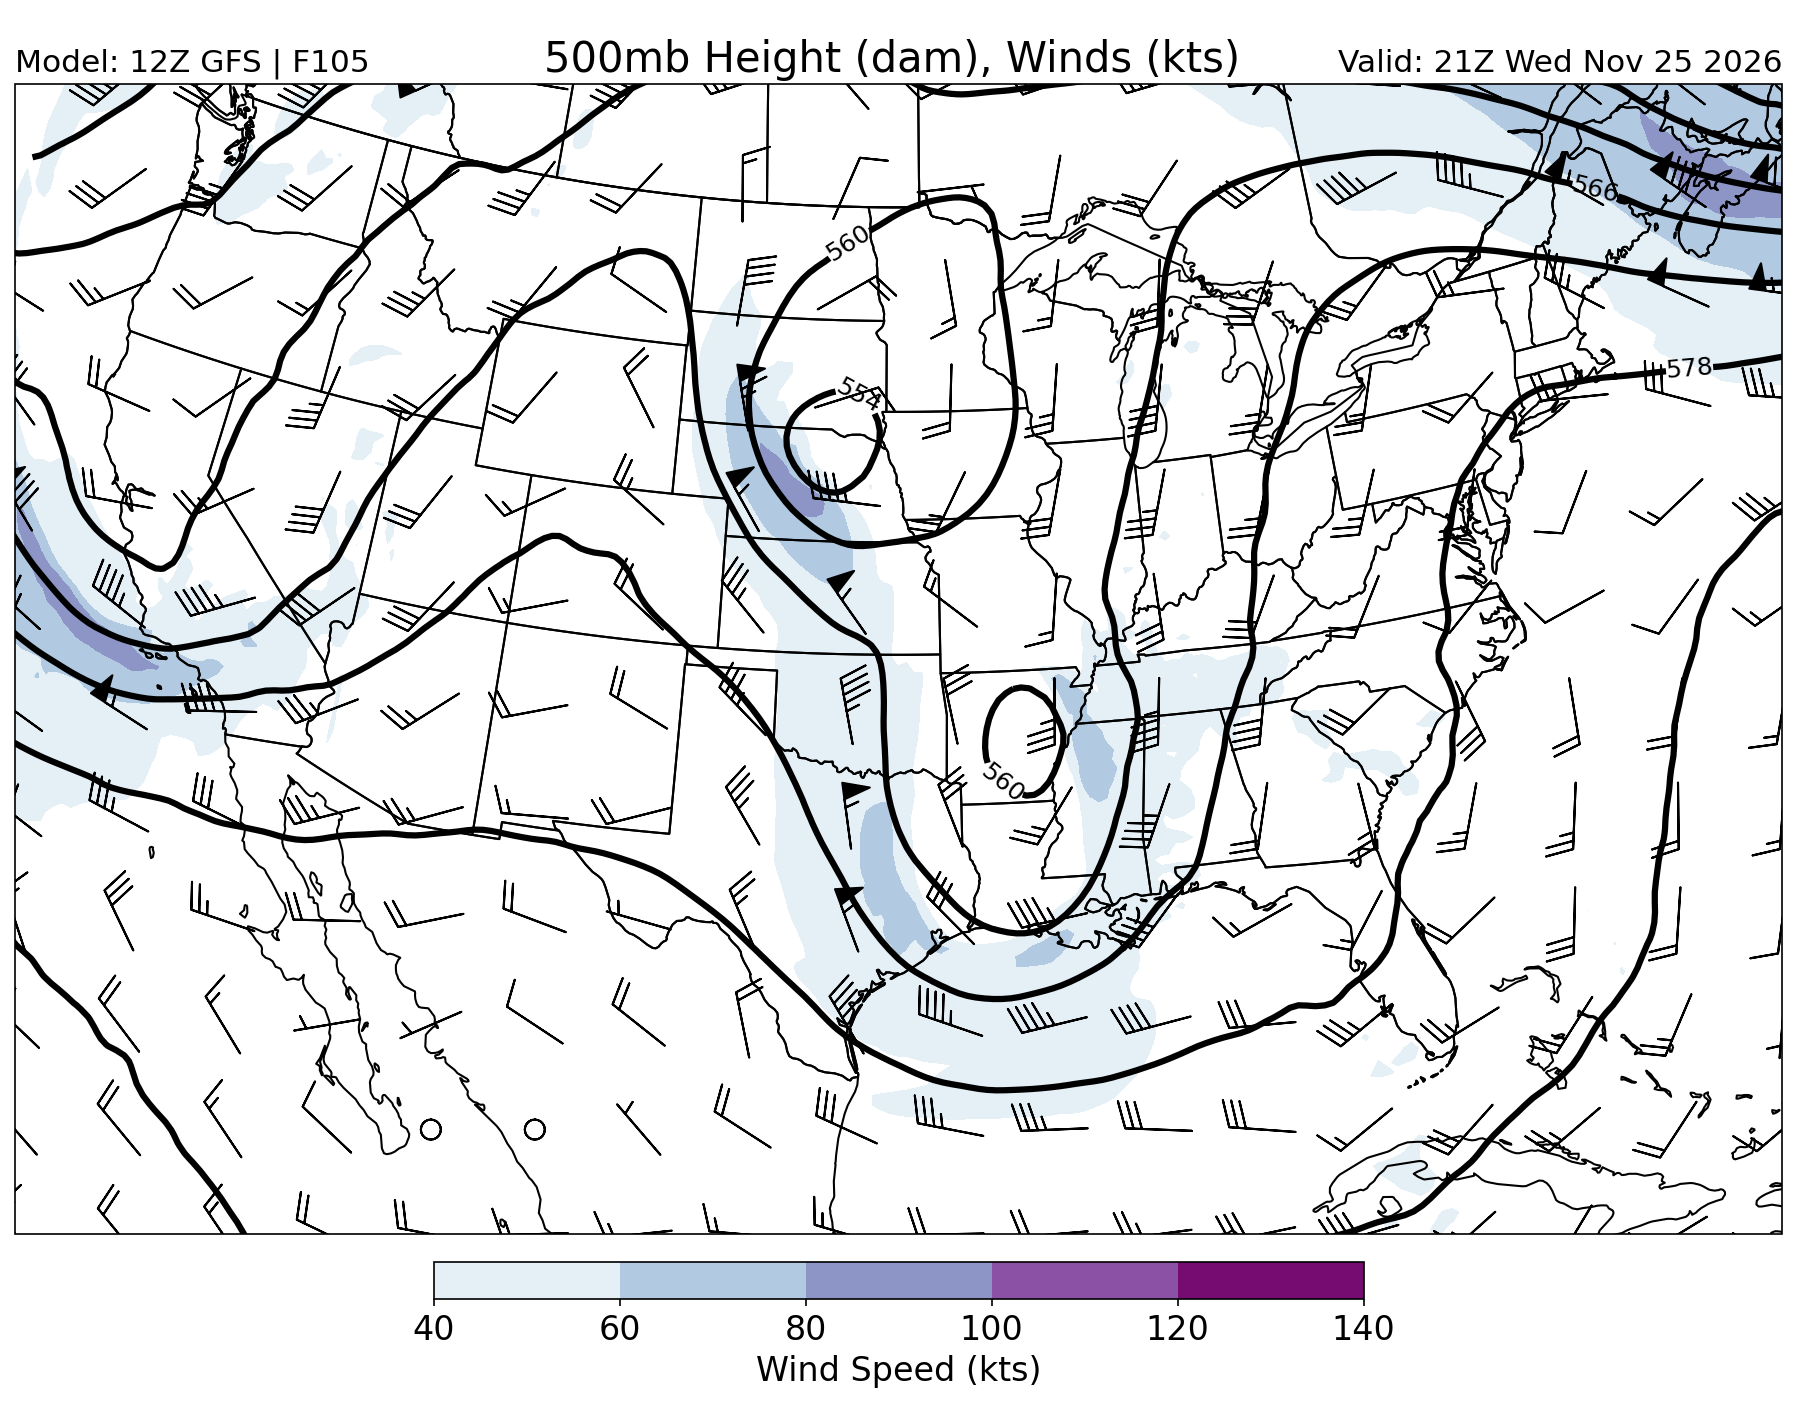 Model: 12Z GFS | F105
500mb Height (dam), Winds (kts)
Valid: 21Z Wed Nov 25 2026
566
560
578
554
560
40 60 80 100 120 140
Wind Speed (kts)